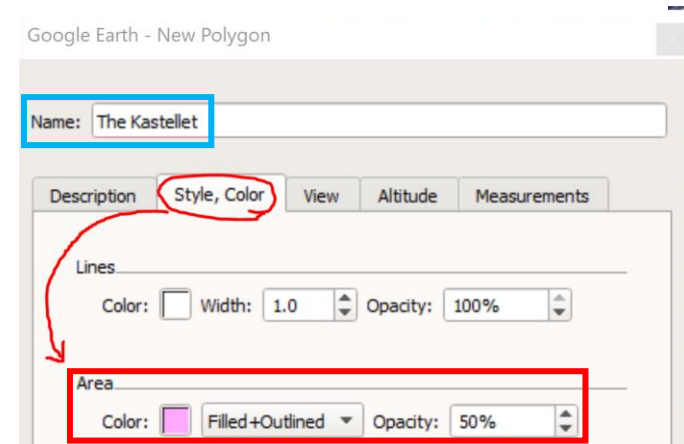 Google Earth - New Polygon
Name: The Kastellet
Description Style, Color View Altitude Measurements
Lines
Color: Width: 1.0 Opacity: 100%
Area
Color: Filled+Outlined Opacity: 50%